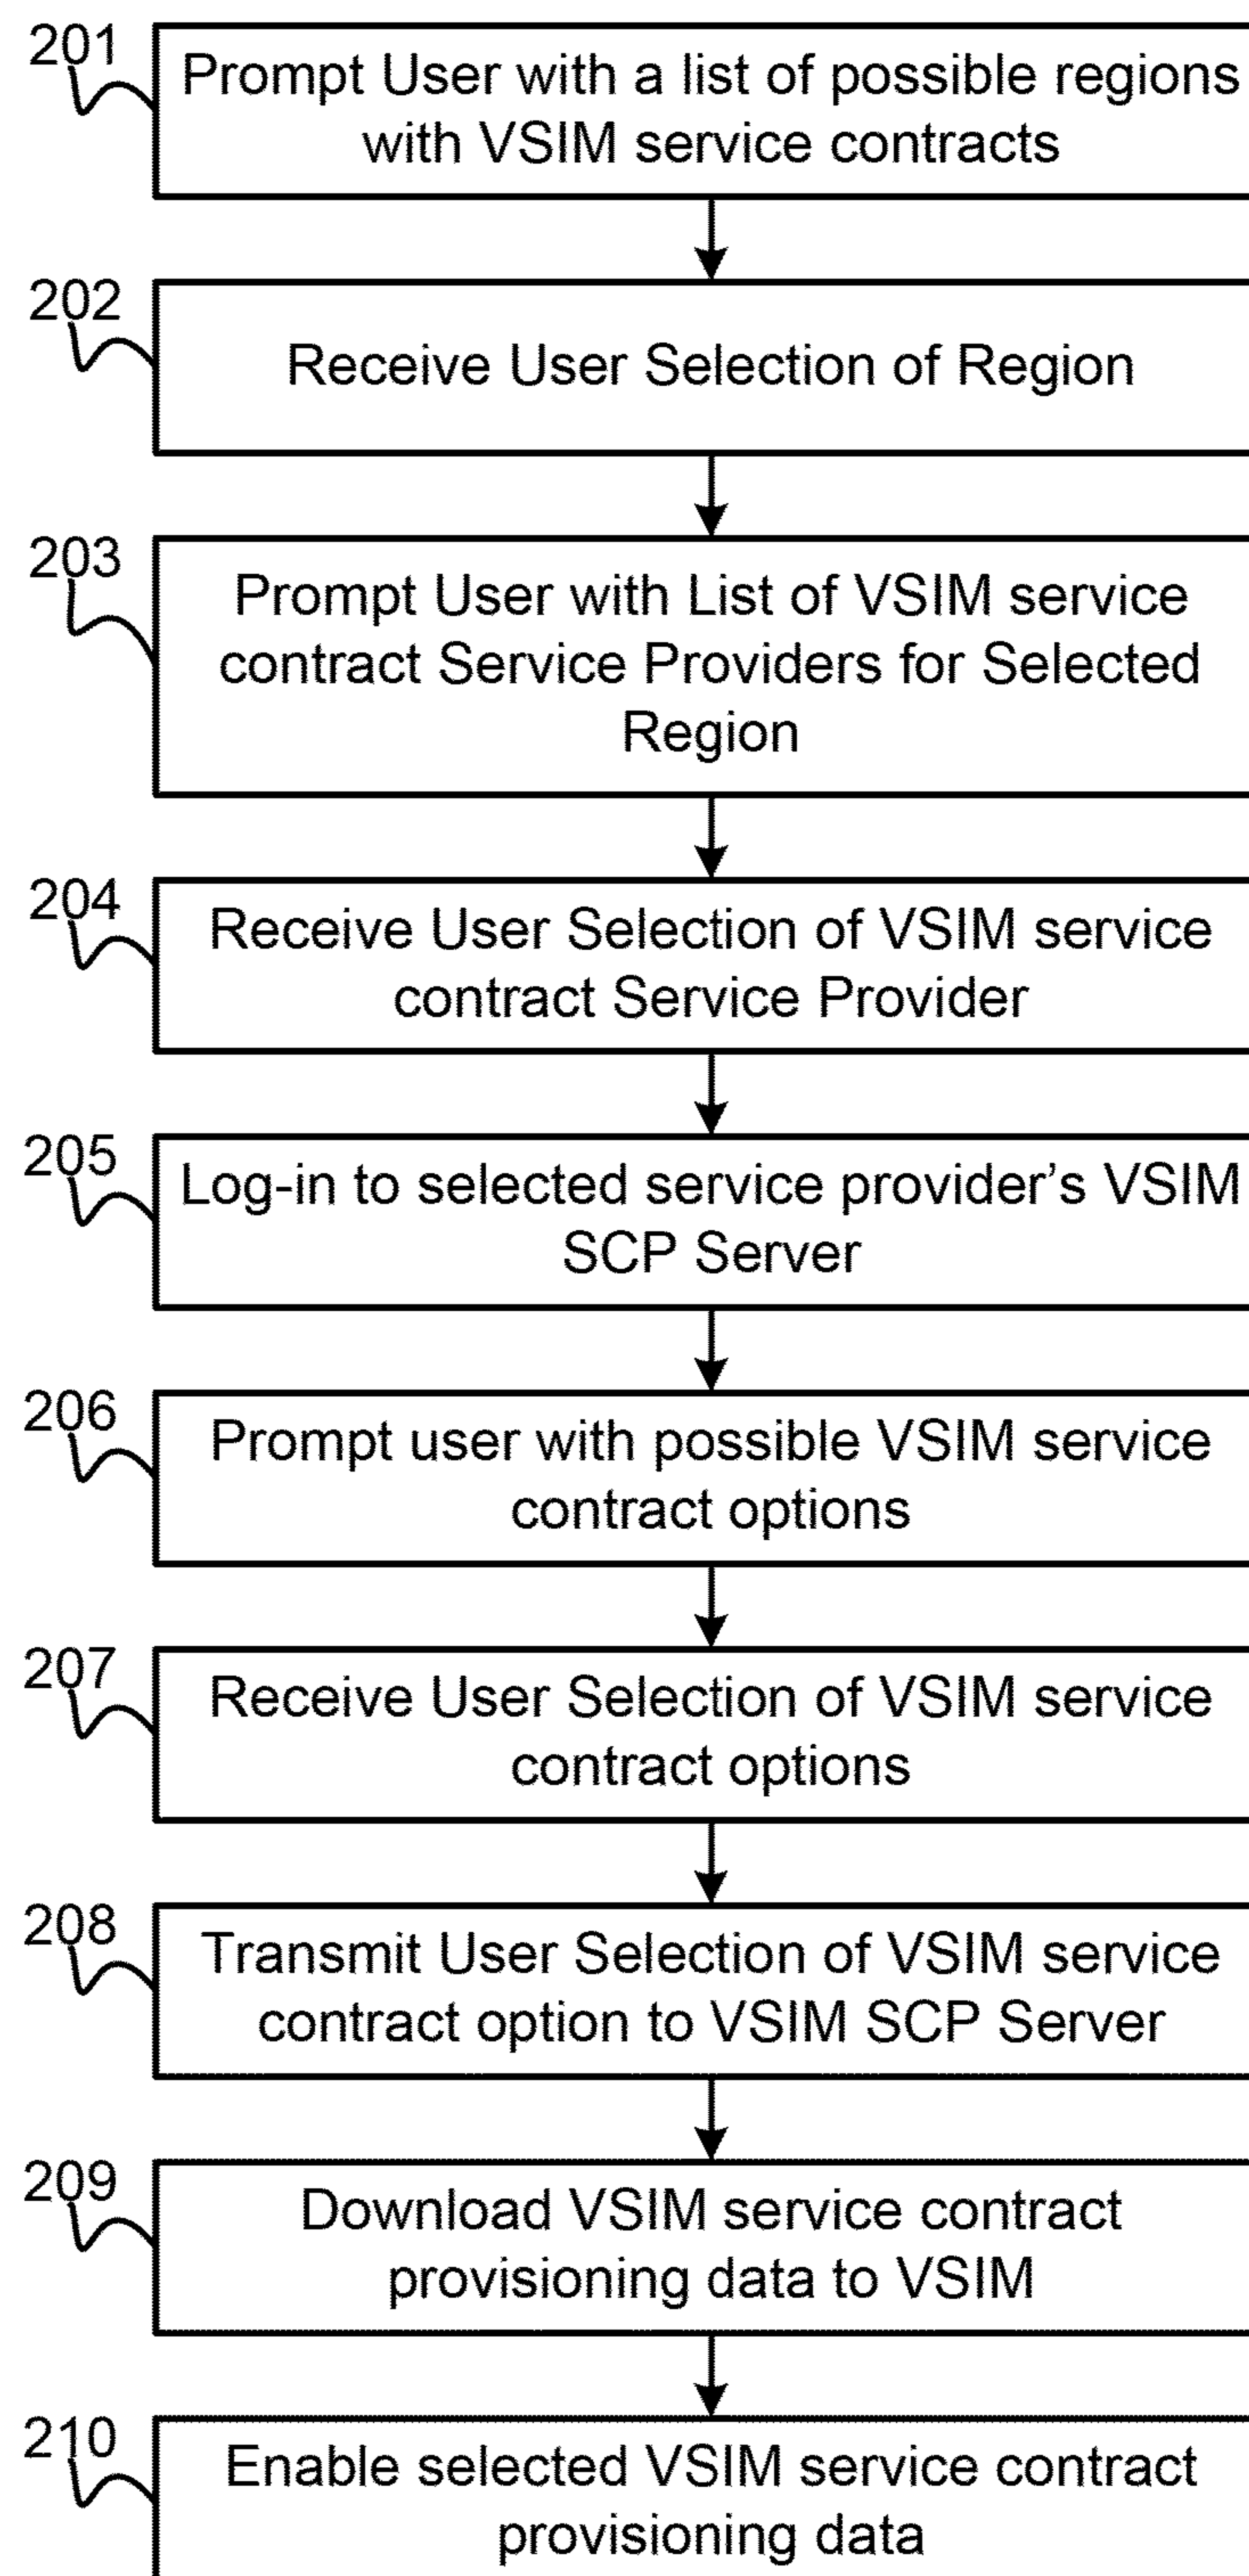 201
Prompt User with a list of possible regions
with VSIM service contracts
202
Receive User Selection of Region
203
Prompt User with List of VSIM service
contract Service Providers for Selected
Region
204
Receive User Selection of VSIM service
contract Service Provider
205
Log-in to selected service provider's VSIM
SCP Server
206
Prompt user with possible VSIM service
contract options
207
Receive User Selection of VSIM service
contract options
208
Transmit User Selection of VSIM service
contract option to VSIM SCP Server
209
Download VSIM service contract
provisioning data to VSIM
210
Enable selected VSIM service contract
provisioning data